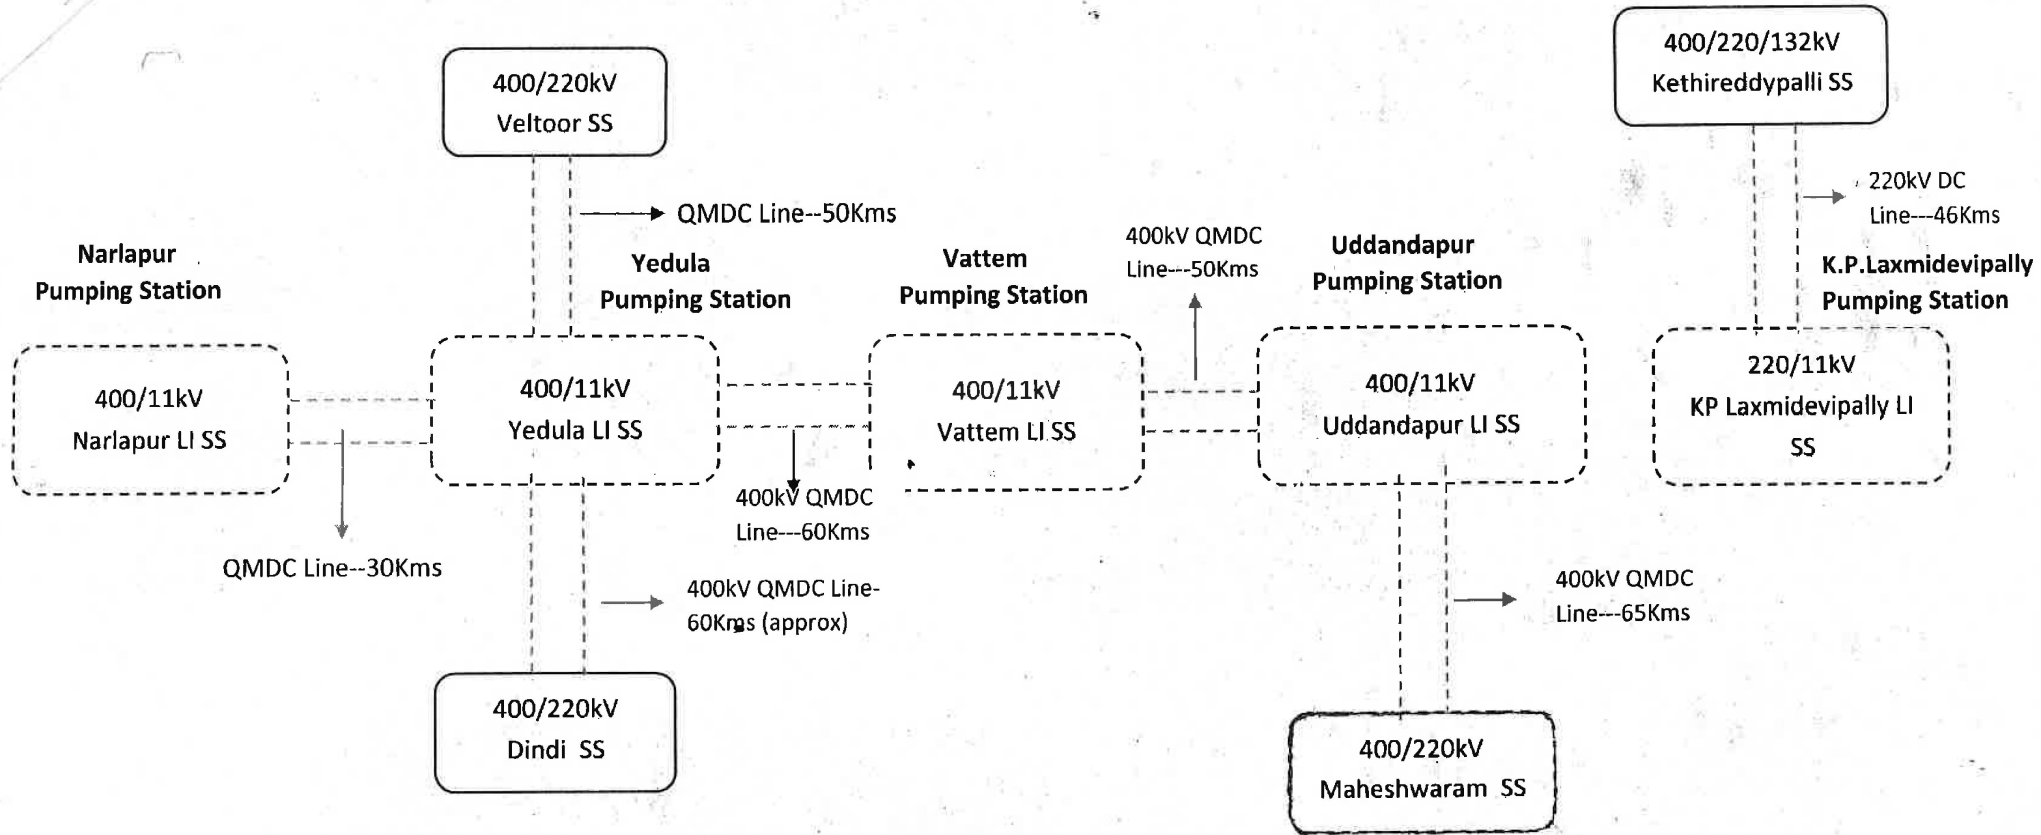 400/220kV
Veltoor SS
400/220/132kV
Kethireddypalli SS
QMDC Line--50Kms
220kV DC
Line---46Kms
Narlapur
Pumping Station
Yedula
Pumping Station
Vattem
Pumping Station
400kV QMDC
Line---50Kms
Uddandapur
Pumping Station
K.P.Laxmidevipally
Pumping Station
400/11kV
Narlapur LI SS
400/11kV
Yedula LI SS
400/11kV
Vattem LI SS
400/11kV
Uddandapur LI SS
220/11kV
KP Laxmidevipally LI
SS
QMDC Line--30Kms
400kV QMDC
Line---60Kms
400kV QMDC Line-
60Kms (approx)
400kV QMDC
Line---65Kms
400/220kV
Dindi SS
400/220kV
Maheshwaram SS